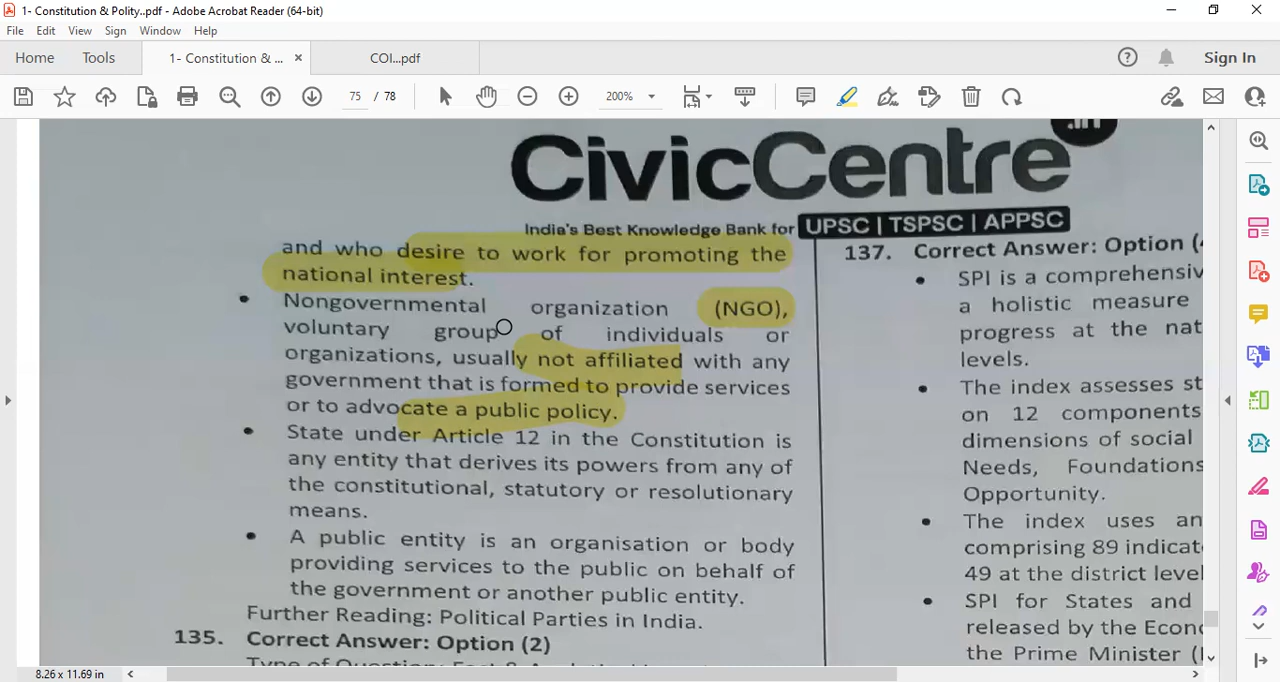 1- Constitution & Polity..pdf - Adobe Acrobat Reader (64-bit)
File Edit View Sign Window Help
Home Tools 1- Constitution & ... × COI...pdf Sign In
75 / 78 200%
.in
CivicCentre
India's Best Knowledge Bank for UPSC | TSPSC | APPSC
and who desire to work for promoting the
national interest.
• Nongovernmental organization (NGO),
voluntary group of individuals or
organizations, usually not affiliated with any
government that is formed to provide services
or to advocate a public policy.
• State under Article 12 in the Constitution is
any entity that derives its powers from any of
the constitutional, statutory or resolutionary
means.
• A public entity is an organisation or body
providing services to the public on behalf of
the government or another public entity.
Further Reading: Political Parties in India.
135. Correct Answer: Option (2)
137. Correct Answer: Option (
• SPI is a comprehensiv
a holistic measure
progress at the nat
levels.
• The index assesses st
on 12 components
dimensions of social
Needs, Foundations
Opportunity.
• The index uses an
comprising 89 indicat
49 at the district level
• SPI for States and
released by the Econo
the Prime Minister (
8.26 x 11.69 in